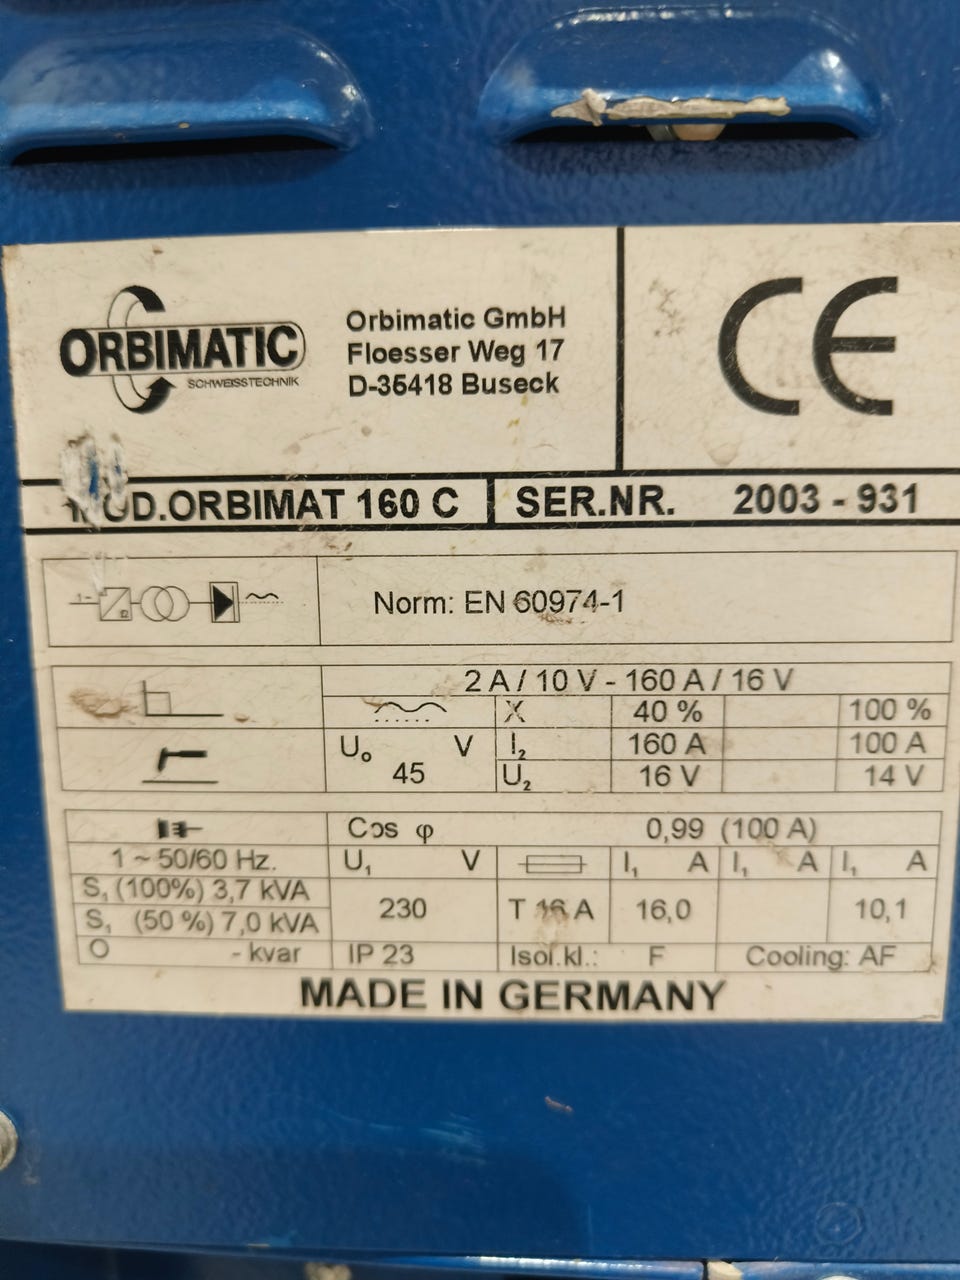 ORBIMATIC
SCHWEISSTECHNIK
Orbimatic GmbH
Floesser Weg 17
D-35418 Buseck
CE
MOD.ORBIMAT 160 C
SER.NR. 2003 - 931
1~
Norm: EN 60974-1
2 A / 10 V - 160 A / 16 V
X 40 % 100 %
U₀ V I₂ 160 A 100 A
45 U₂ 16 V 14 V
Cos φ 0,99 (100 A)
1 ~ 50/60 Hz. U₁ V I₁ A I₁ A I₁ A
S₁ (100%) 3,7 kVA
230 T 16 A 16,0 10,1
S₁ (50 %) 7,0 kVA
O - kvar IP 23 Isol.kl.: F Cooling: AF
MADE IN GERMANY